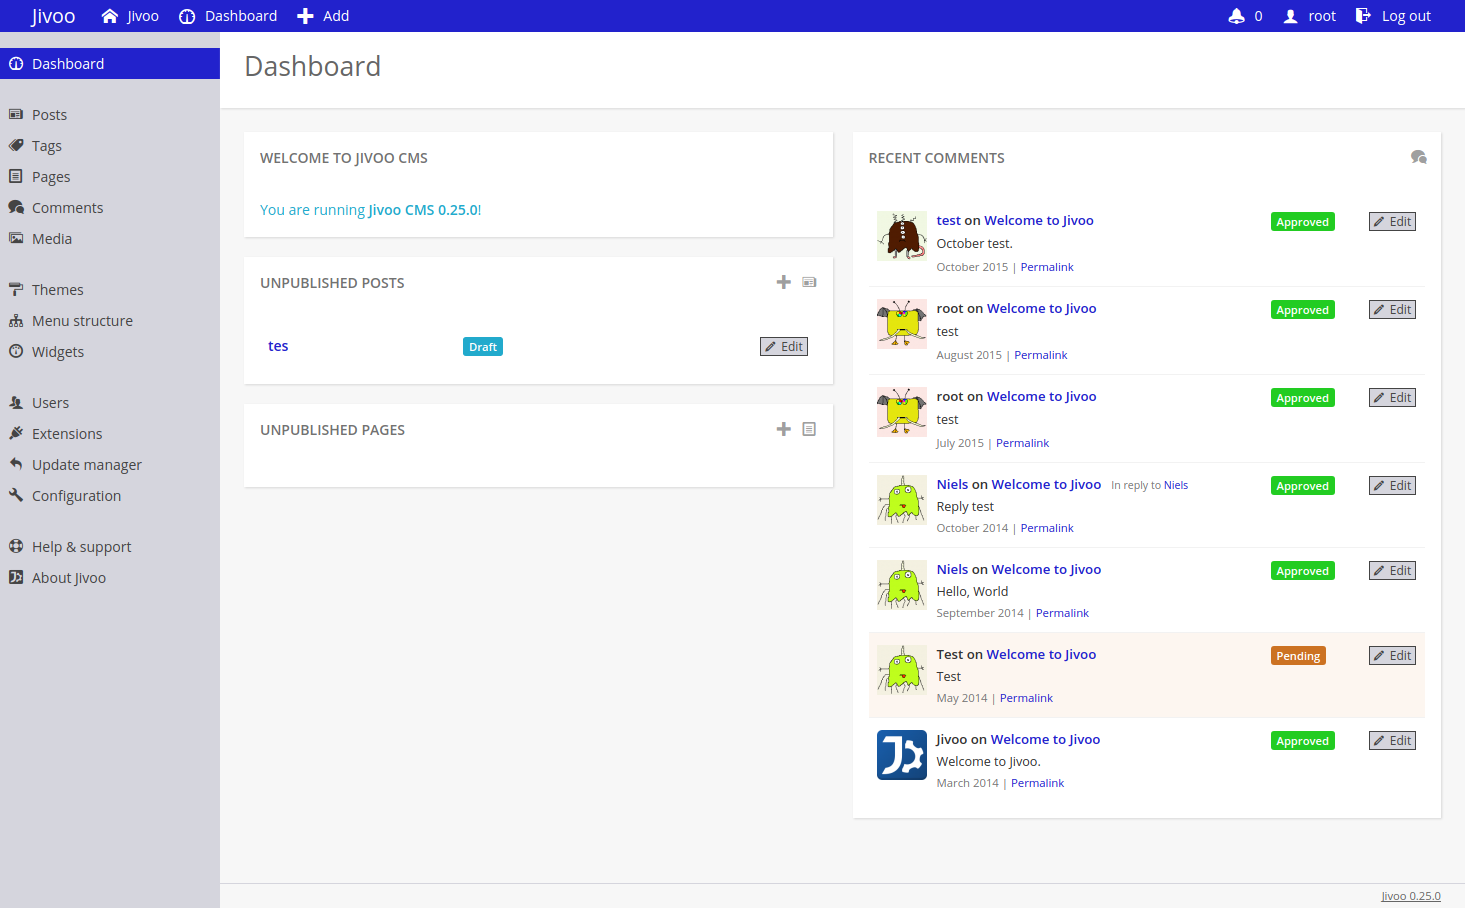 Jivoo Jivoo Dashboard Add 0 root Log out
Dashboard
Posts
Tags
Pages
Comments
Media
Themes
Menu structure
Widgets
Users
Extensions
Update manager
Configuration
Help & support
About Jivoo
Dashboard
WELCOME TO JIVOO CMS
You are running Jivoo CMS 0.25.0!
UNPUBLISHED POSTS
tes Draft Edit
UNPUBLISHED PAGES
RECENT COMMENTS
test on Welcome to Jivoo Approved Edit
October test.
October 2015 | Permalink
root on Welcome to Jivoo Approved Edit
test
August 2015 | Permalink
root on Welcome to Jivoo Approved Edit
test
July 2015 | Permalink
Niels on Welcome to Jivoo In reply to Niels Approved Edit
Reply test
October 2014 | Permalink
Niels on Welcome to Jivoo Approved Edit
Hello, World
September 2014 | Permalink
Test on Welcome to Jivoo Pending Edit
Test
May 2014 | Permalink
Jivoo on Welcome to Jivoo Approved Edit
Welcome to Jivoo.
March 2014 | Permalink
Jivoo 0.25.0